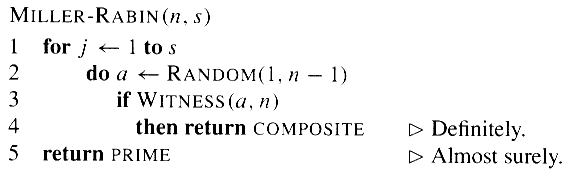 MILLER-RABIN(n, s)
1 for j ← 1 to s
2 do a ← RANDOM(1, n − 1)
3 if WITNESS(a, n)
4 then return COMPOSITE ▷ Definitely.
5 return PRIME ▷ Almost surely.